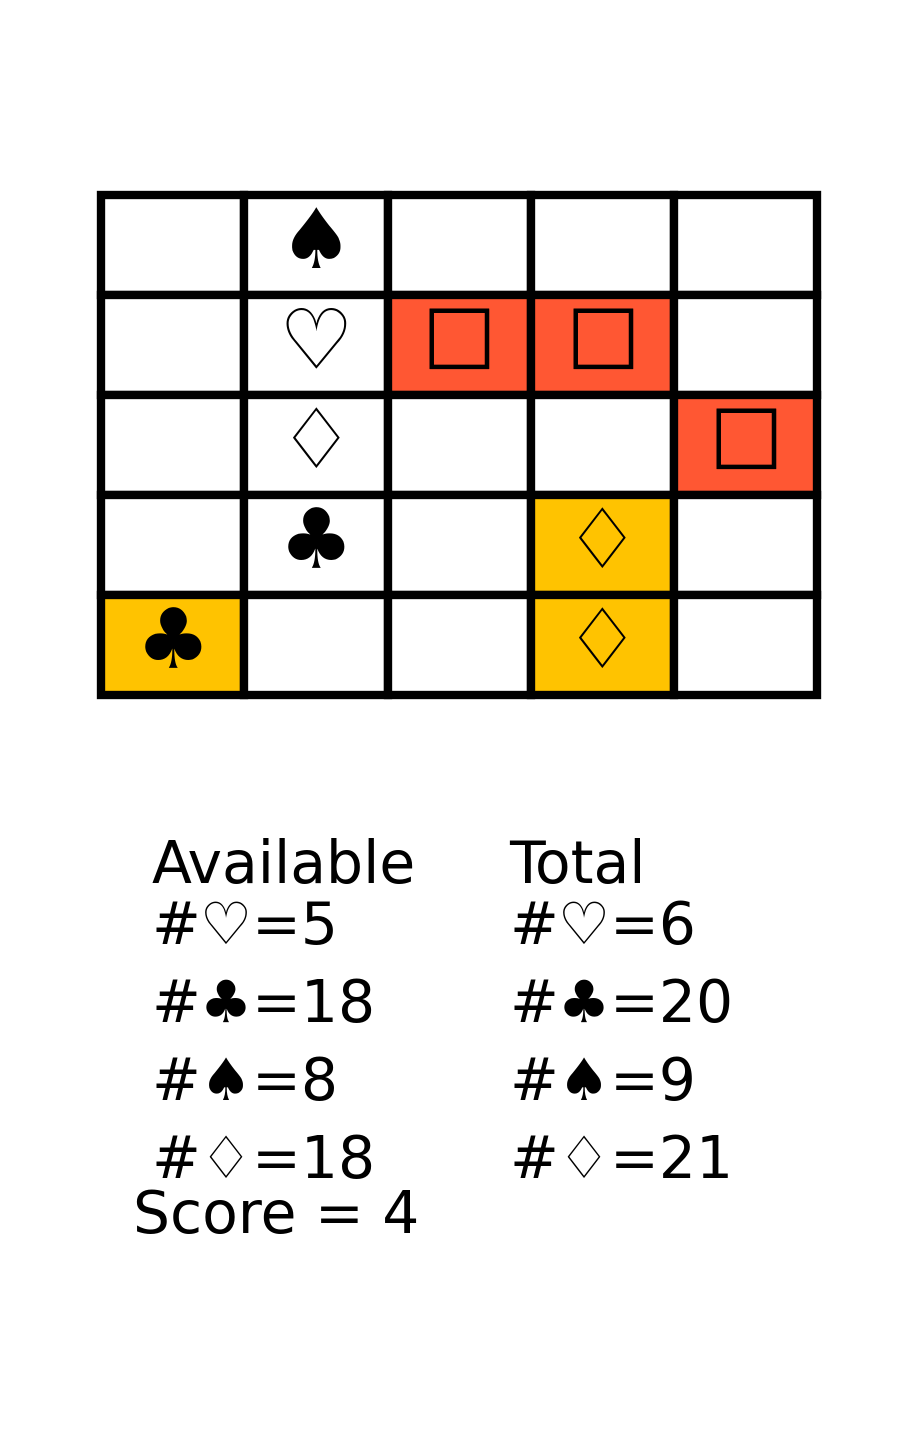 ♠
♡ □ □
♢ □
♣ ♢
♣ ♢
Available Total
#♡=5 #♡=6
#♣=18 #♣=20
#♠=8 #♠=9
#♢=18 #♢=21
Score = 4